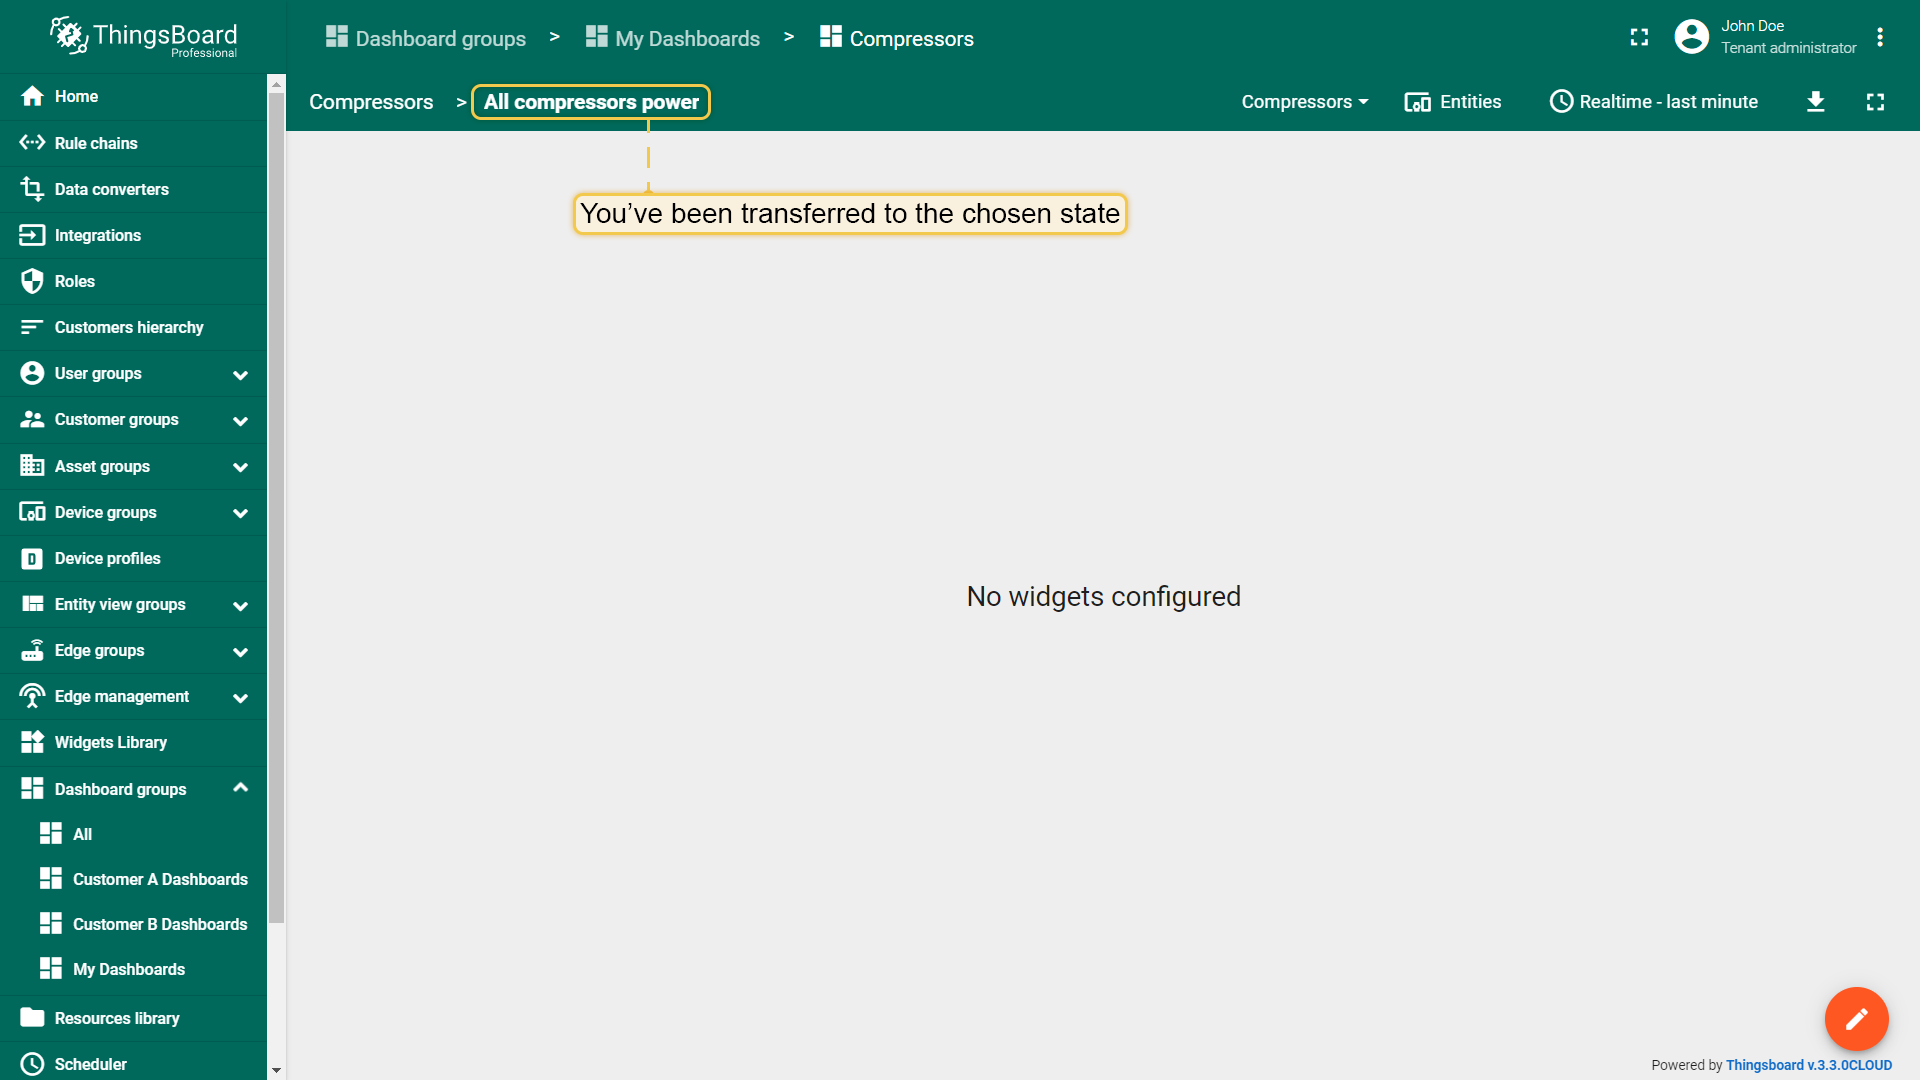 ThingsBoard
Professional
Dashboard groups > My Dashboards > Compressors
John Doe
Tenant administrator
Compressors > All compressors power
Compressors
Entities
Realtime - last minute
You’ve been transferred to the chosen state
No widgets configured
Home
Rule chains
Data converters
Integrations
Roles
Customers hierarchy
User groups
Customer groups
Asset groups
Device groups
D
Device profiles
Entity view groups
Edge groups
Edge management
Widgets Library
Dashboard groups
All
Customer A Dashboards
Customer B Dashboards
My Dashboards
Resources library
Scheduler
Powered by Thingsboard v.3.3.0CLOUD